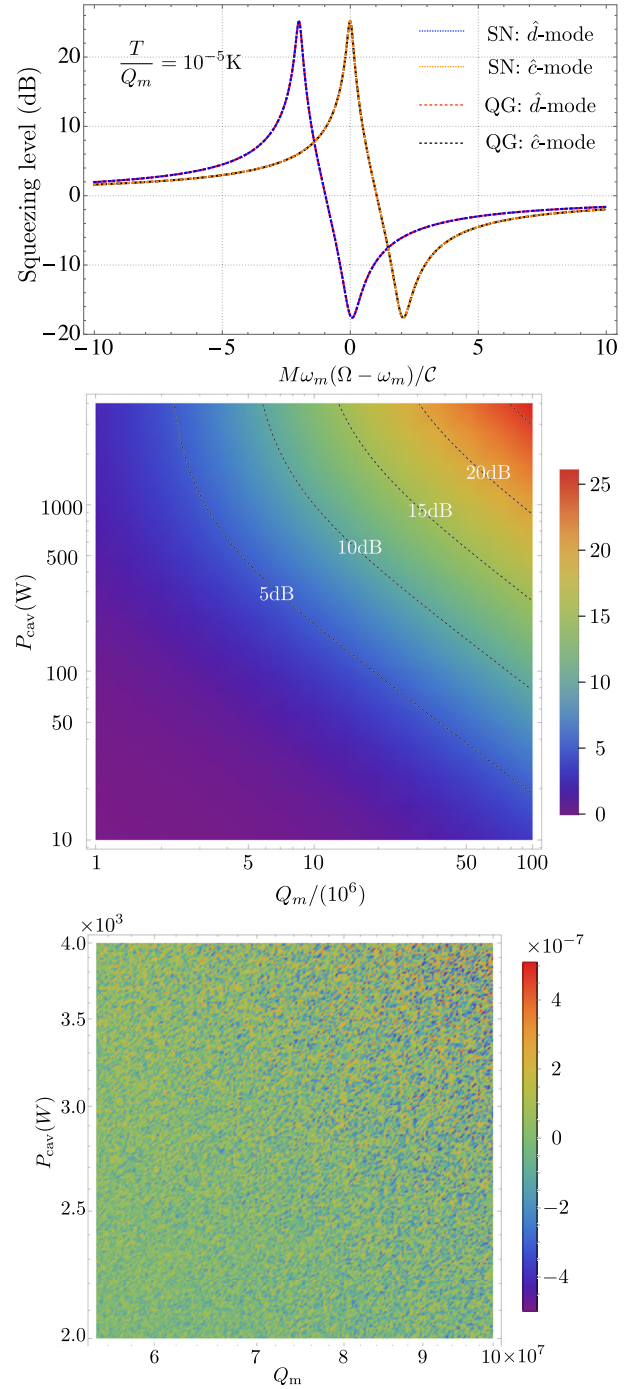 T/Q_m = 10^{-5}K
SN: d̂-mode
SN: ĉ-mode
QG: d̂-mode
QG: ĉ-mode
Squeezing level (dB)
20
10
0
−10
−20
−10 −5 0 5 10
Mω_m(Ω − ω_m)/𝒞
P_cav(W)
1000
500
100
50
10
5dB
10dB
15dB
20dB
1 5 10 50 100
Q_m/(10^6)
25
20
15
10
5
0
×10^3
P_cav(W)
4.0
3.5
3.0
2.5
2.0
6 7 8 9 10×10^7
Q_m
×10^{-7}
4
2
0
−2
−4